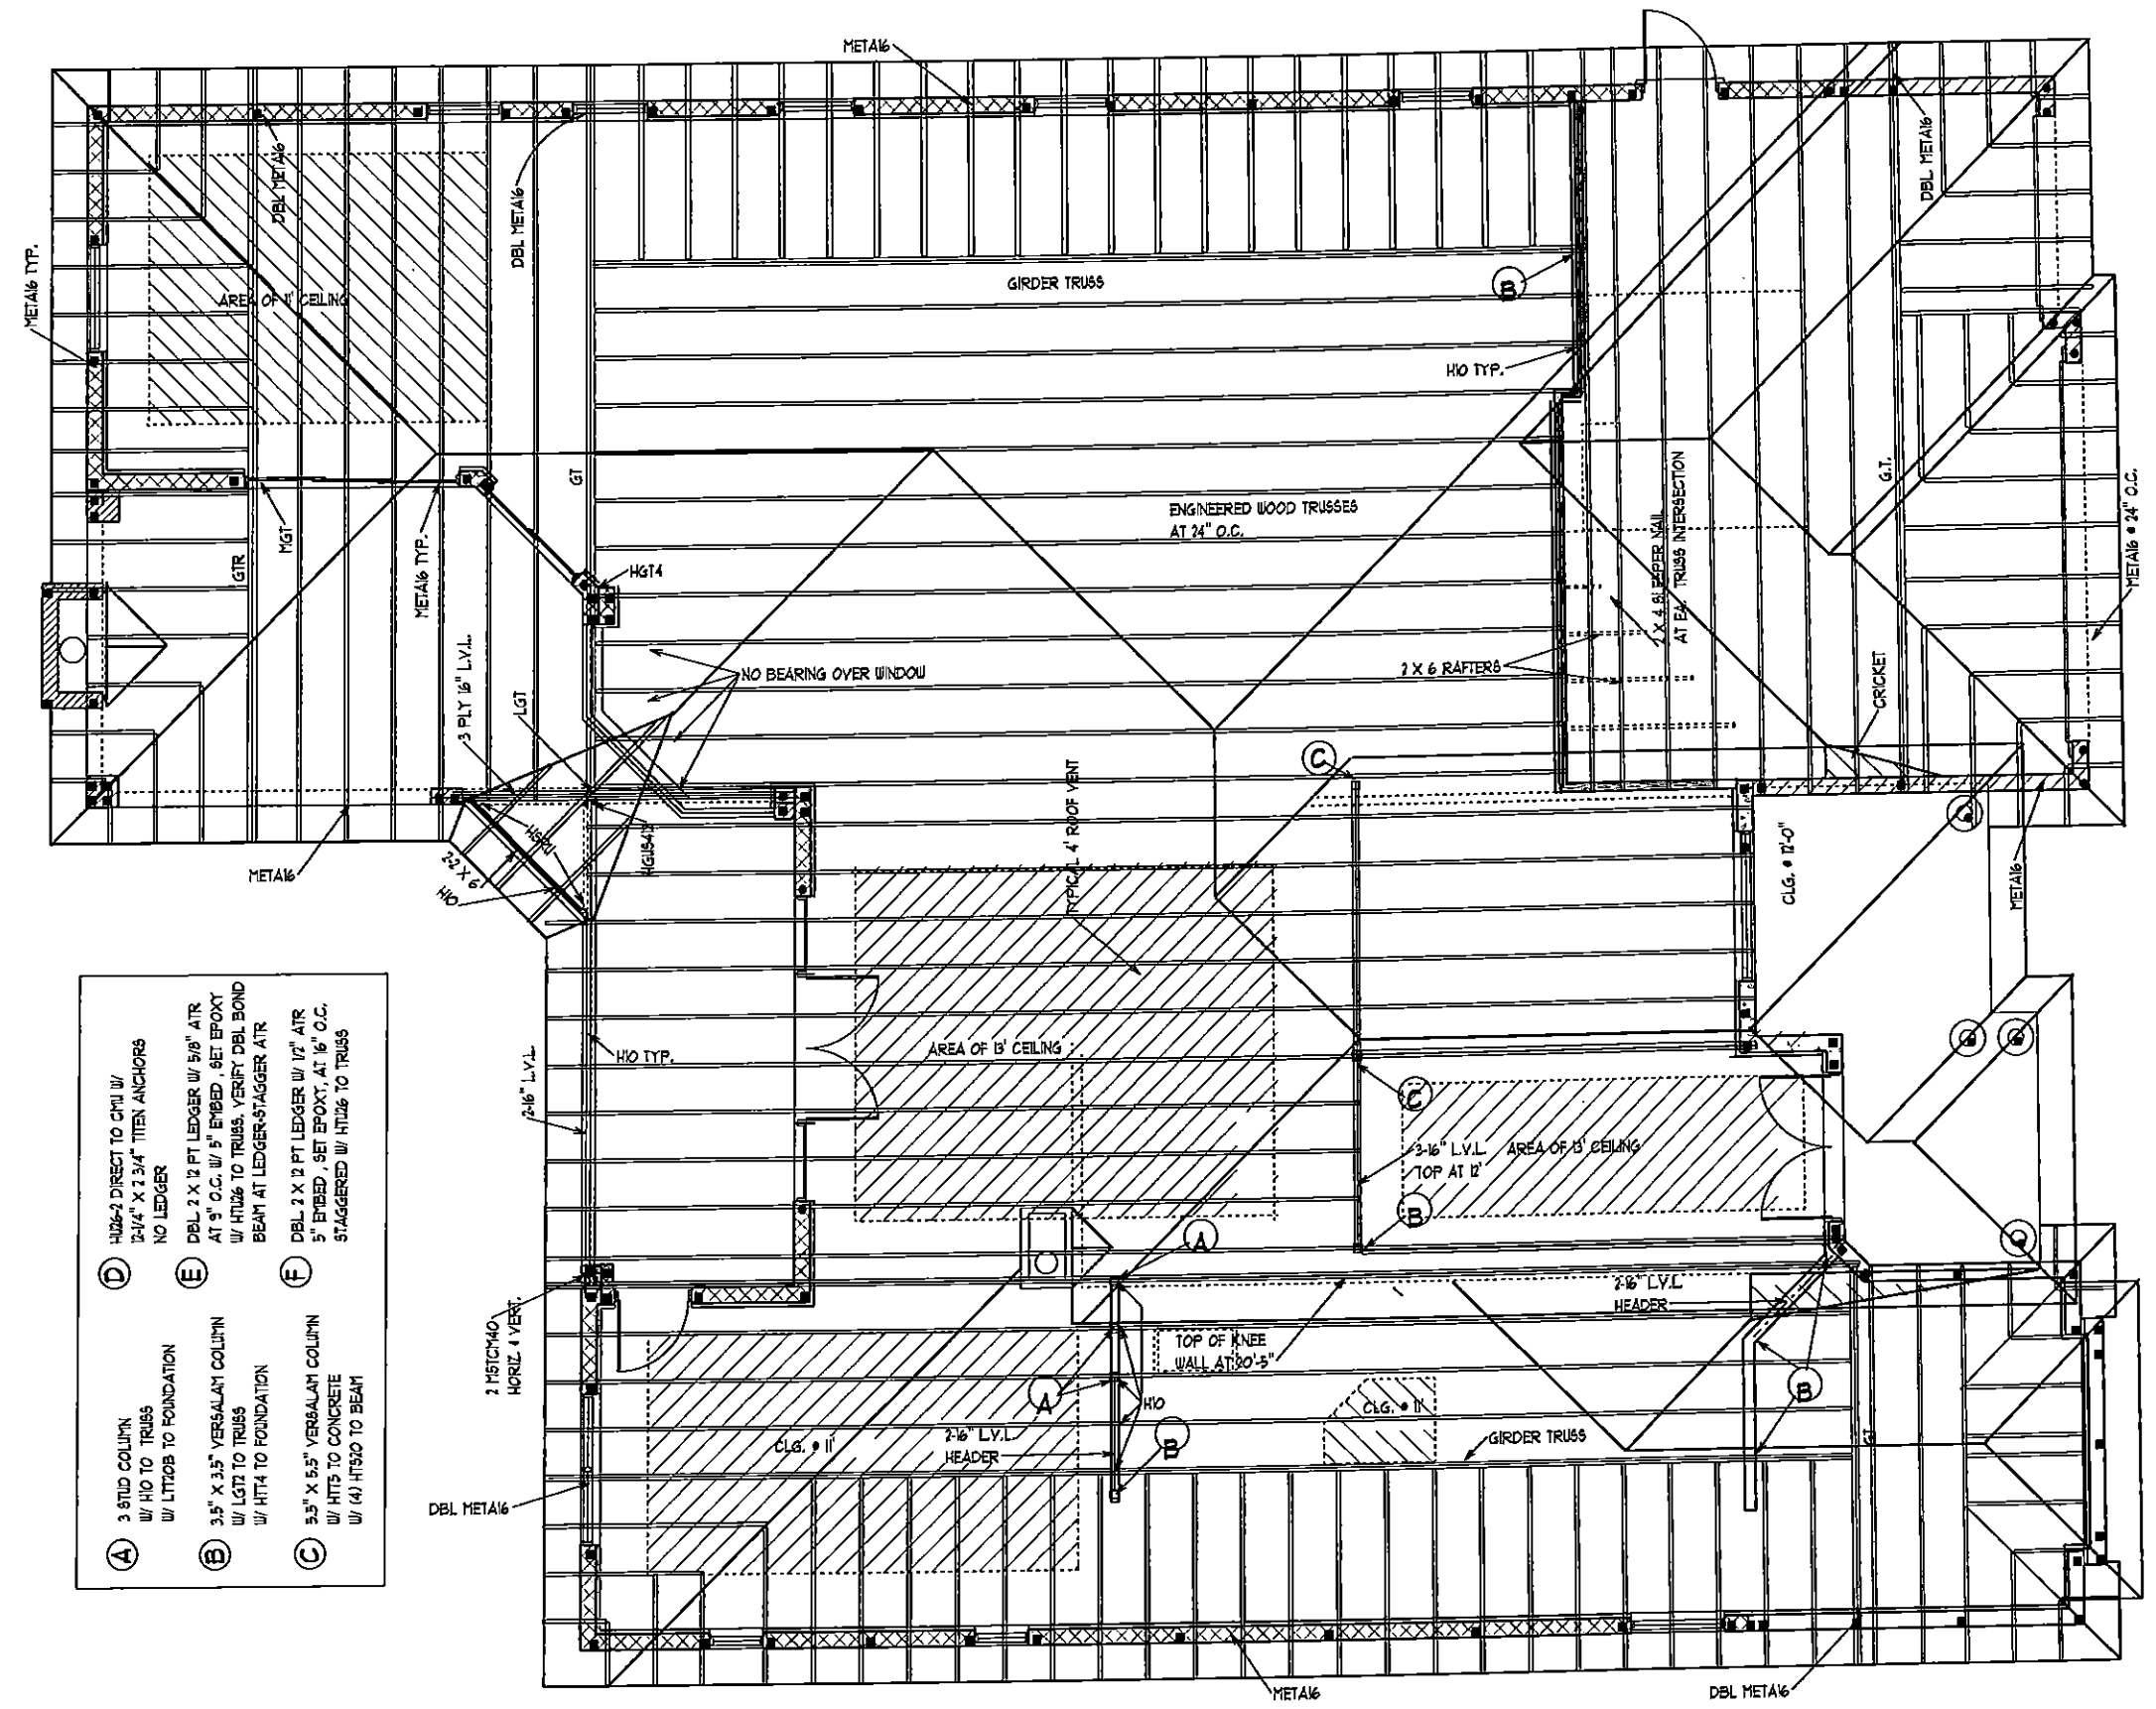 META16
META16 TYP.
DBL META16
DBL META16
DBL META16
AREA OF 11' CEILING
GIRDER TRUSS
B
H10 TYP.
GT
G.T.
MGT
META16 TYP.
GTR
HGT4
ENGINEERED WOOD TRUSSES
AT 24" O.C.
2 X 4 SLEEPER NAIL
AT EA. TRUSS INTERSECTION
META16 @ 24" O.C.
3 PLY 16" L.V.L.
LGT
NO BEARING OVER WINDOW
2 X 6 RAFTERS
CRICKET
C
TYPICAL 4' ROOF VENT
HGUS412
2-2 X 6
H10
META16
CLG. @ 12'-0"
META16
2-16" L.V.L.
H10 TYP.
AREA OF 13' CEILING
C
3-16" L.V.L.
TOP AT 12'
AREA OF 13' CEILING
B
A
2-16" L.V.L.
HEADER
2 MSTCM40
HORIZ. & VERT.
TOP OF KNEE
WALL AT 20'-5"
A
H10
B
B
CLG. @ 11'
CLG. @ 11'
2-16" L.V.L.
HEADER
GIRDER TRUSS
GT
DBL META16
META16
DBL META16
A
3 STUD COLUMN
W/ H10 TO TRUSS
W/ LTT20B TO FOUNDATION
B
3.5" X 3.5" VERSALAM COLUMN
W/ LGT2 TO TRUSS
W/ HTT4 TO FOUNDATION
C
5.5" X 5.5" VERSALAM COLUMN
W/ HTT5 TO CONCRETE
W/ (4) HTS20 TO BEAM
D
HU26-2 DIRECT TO CMU W/
12-1/4" X 2 3/4" TITEN ANCHORS
NO LEDGER
E
DBL 2 X 12 PT LEDGER W/ 5/8" ATR
AT 9" O.C. W/ 5" EMBED , SET EPOXY
W/ HTU26 TO TRUSS. VERIFY DBL BOND
BEAM AT LEDGER-STAGGER ATR
F
DBL. 2 X 12 PT LEDGER W/ 1/2" ATR
5" EMBED , SET EPOXY, AT 16" O.C.
STAGGERED W/ HTU26 TO TRUSS